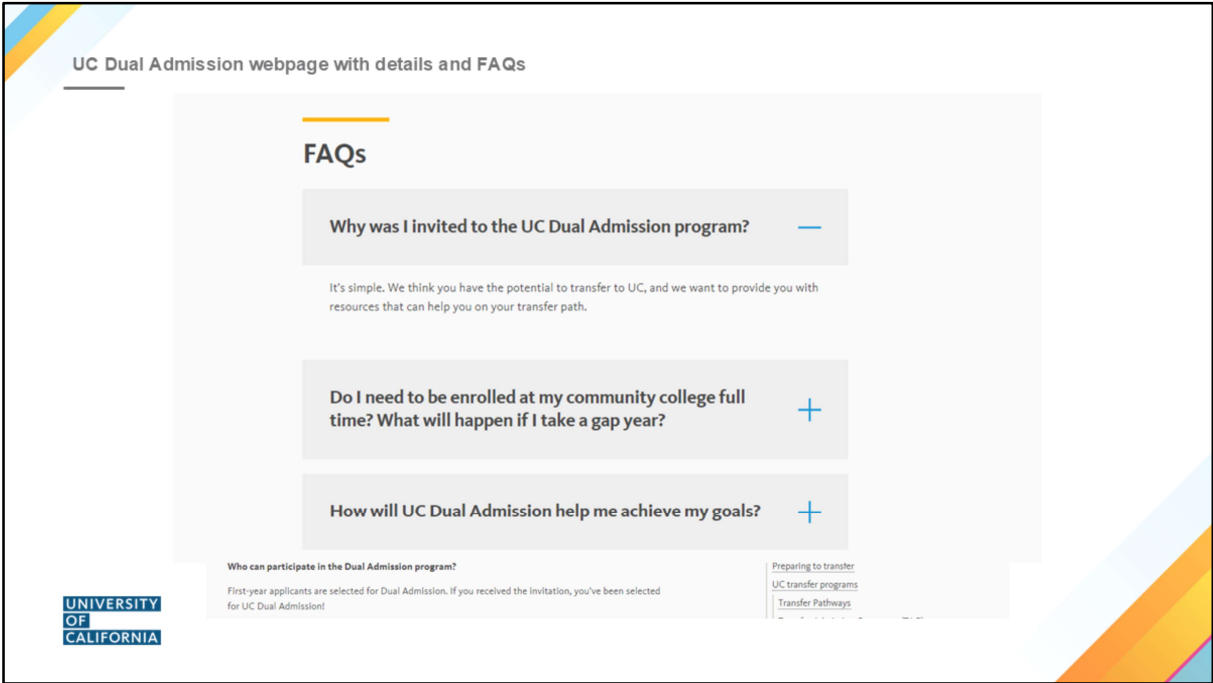 UC Dual Admission webpage with details and FAQs
FAQs
Why was I invited to the UC Dual Admission program?
It's simple. We think you have the potential to transfer to UC, and we want to provide you with
resources that can help you on your transfer path.
Do I need to be enrolled at my community college full
time? What will happen if I take a gap year?
How will UC Dual Admission help me achieve my goals?
Who can participate in the Dual Admission program?
First-year applicants are selected for Dual Admission. If you received the invitation, you've been selected
for UC Dual Admission!
Preparing to transfer
UC transfer programs
Transfer Pathways
UNIVERSITY
OF
CALIFORNIA